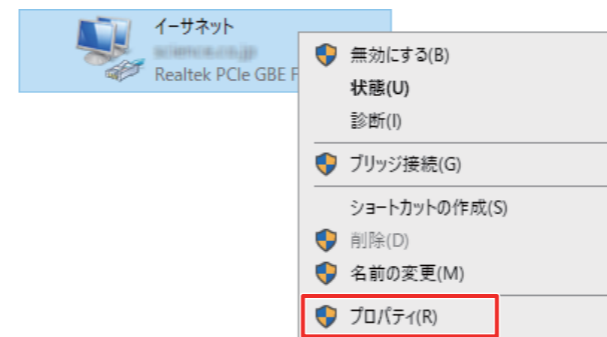 イーサネット
Realtek PCIe GBE F
無効にする(B)
状態(U)
診断(I)
ブリッジ接続(G)
ショートカットの作成(S)
削除(D)
名前の変更(M)
プロパティ(R)